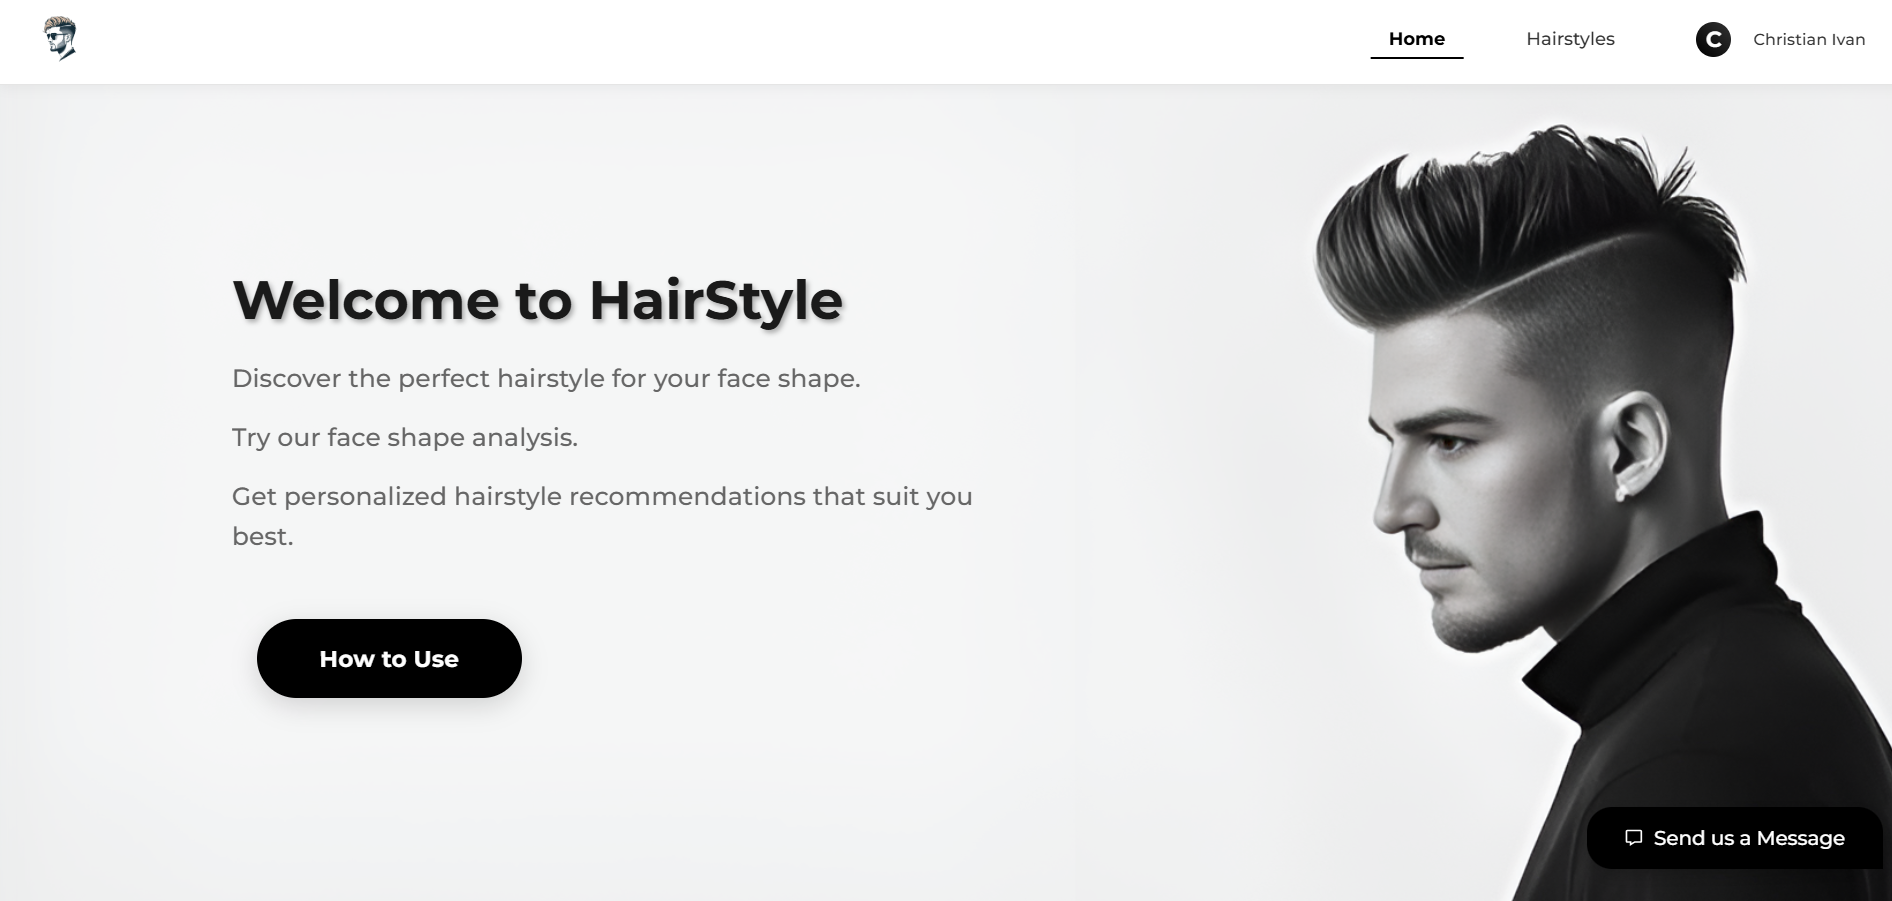 Home
Hairstyles
C
Christian Ivan
Welcome to HairStyle
Discover the perfect hairstyle for your face shape.
Try our face shape analysis.
Get personalized hairstyle recommendations that suit you
best.
How to Use
Send us a Message